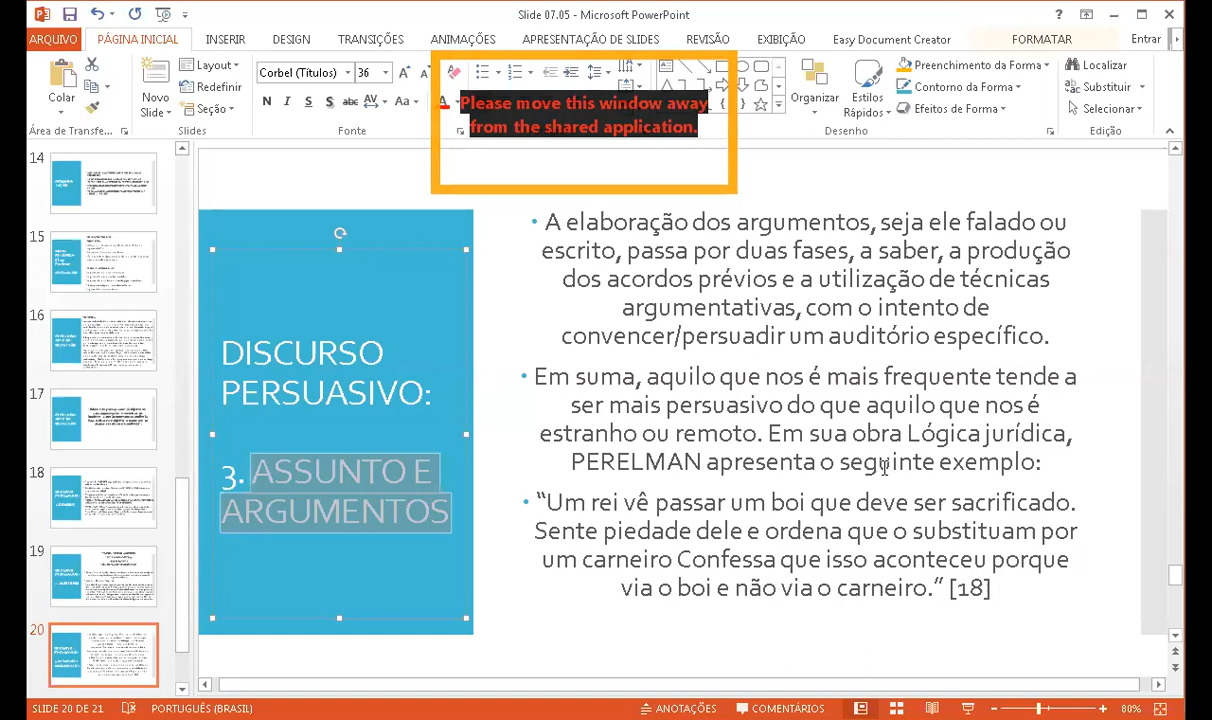 Slide 07.05 - Microsoft PowerPoint
ARQUIVO PÁGINA INICIAL INSERIR DESIGN TRANSIÇÕES ANIMAÇÕES APRESENTAÇÃO DE SLIDES REVISÃO EXIBIÇÃO Easy Document Creator FORMATAR Entrar
Colar
Novo
Slide
Layout
Redefinir
Seção
Corbel (Títulos) 36
N I S S abc AV Aa A
Organizar
Estilos
Rápidos
Preenchimento da Forma
Contorno da Forma
Efeitos de Forma
Localizar
Substituir
Selecionar
Área de Transfe... Slides Fonte Desenho Edição
Please move this window away
from the shared application.
14
15
16
17
18
19
20
DISCURSO
PERSUASIVO:
3. ASSUNTO E
ARGUMENTOS
• A elaboração dos argumentos, seja ele falado ou
escrito, passa por duas fases, a saber, a produção
dos acordos prévios e a utilização de técnicas
argumentativas, com o intento de
convencer/persuadir um auditório específico.
• Em suma, aquilo que nos é mais frequente tende a
ser mais persuasivo do que aquilo que nos é
estranho ou remoto. Em sua obra Lógica jurídica,
PERELMAN apresenta o seguinte exemplo:
• “Um rei vê passar um boi que deve ser sacrificado.
Sente piedade dele e ordena que o substituam por
um carneiro Confessa que isso aconteceu porque
via o boi e não via o carneiro.” [18]
SLIDE 20 DE 21 PORTUGUÊS (BRASIL) ANOTAÇÕES COMENTÁRIOS 80%